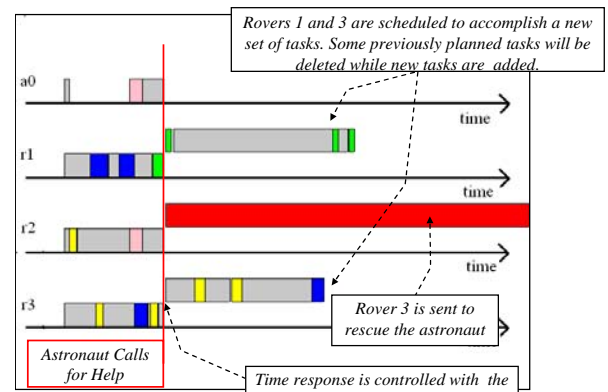 Rovers 1 and 3 are scheduled to accomplish a new
set of tasks. Some previously planned tasks will be
deleted while new tasks are added.
a0
time
r1
time
r2
time
r3
Rover 3 is sent to
rescue the astronaut
time
Astronaut Calls
for Help
Time response is controlled with the